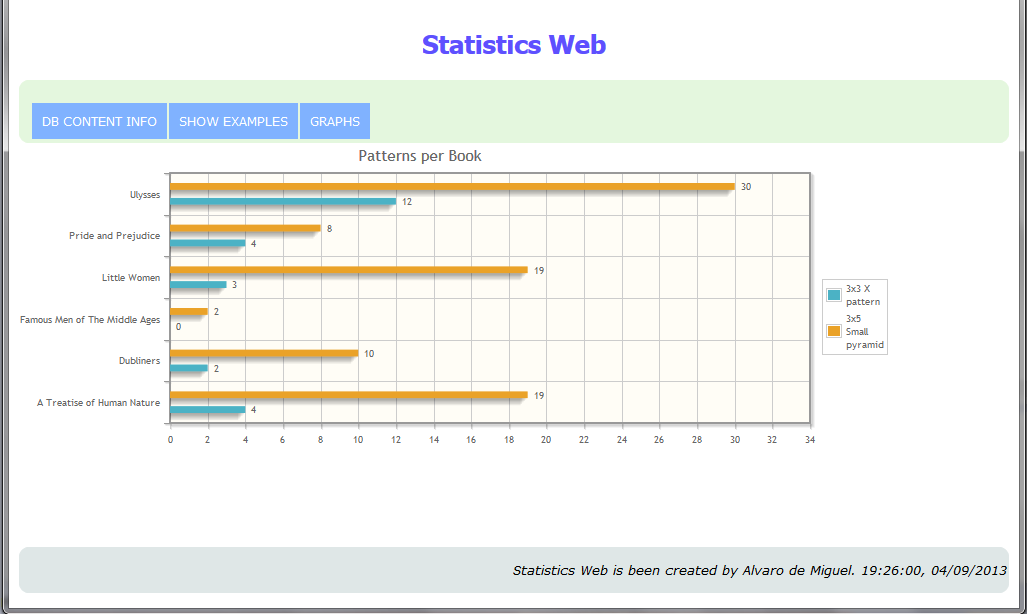 Statistics Web
DB CONTENT INFO
SHOW EXAMPLES
GRAPHS
Patterns per Book
Ulysses
30
12
Pride and Prejudice
8
4
Little Women
19
3
Famous Men of The Middle Ages
2
0
Dubliners
10
2
A Treatise of Human Nature
19
4
0 2 4 6 8 10 12 14 16 18 20 22 24 26 28 30 32 34
3x3 X
pattern
3x5
Small
pyramid
Statistics Web is been created by Alvaro de Miguel. 19:26:00, 04/09/2013